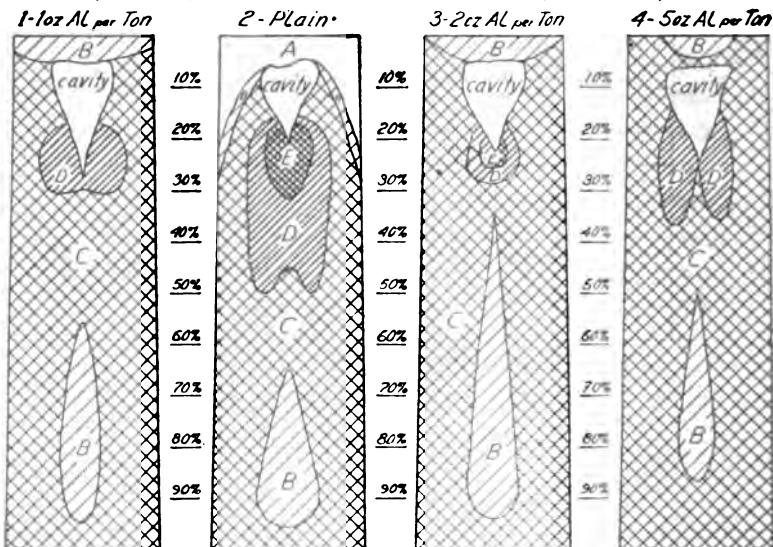 1-1oz AL per Ton 2-Plain 3-2oz AL per Ton 4-5oz AL per Ton
B' A B' B
cavity cavity cavity cavity
10% 10% 10%
20% 20% 20%
E E
D' D' D' D'
30% 30% 30%
40% 40% 40%
D
C C
50% 50% 50%
C C
60% 60% 60%
70% 70% 70%
B B B B
80% 80% 80%
90% 90% 90%